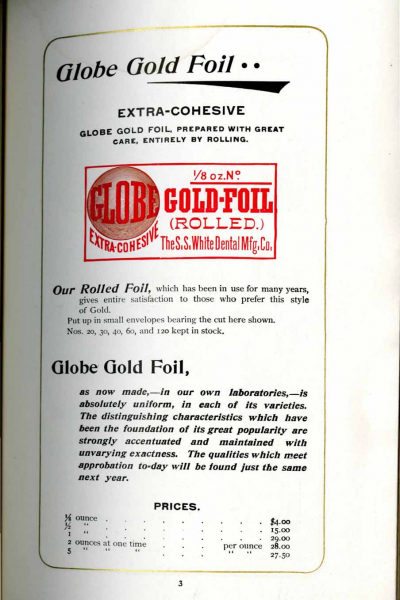 Globe Gold Foil ••
EXTRA-COHESIVE
GLOBE GOLD FOIL, PREPARED WITH GREAT
CARE, ENTIRELY BY ROLLING.
GLOBE
EXTRA-COHESIVE
1/8 OZ. No
GOLD-FOIL
(ROLLED.)
The S.S. White Dental Mfg. Co.
Our Rolled Foil, which has been in use for many years,
gives entire satisfaction to those who prefer this style
of Gold.
Put up in small envelopes bearing the cut here shown.
Nos. 20, 30, 40, 60, and 120 kept in stock.
Globe Gold Foil,
as now made,—in our own laboratories,—is
absolutely uniform, in each of its varieties.
The distinguishing characteristics which have
been the foundation of its great popularity are
strongly accentuated and maintained with
unvarying exactness. The qualities which meet
approbation to-day will be found just the same
next year.
PRICES.
⅛ ounce . . . . . . . . . $4.00
½ " . . . . . . . . . 15.00
1 " . . . . . . . . . 29.00
2 ounces at one time . . . per ounce 28.00
5 " " " . . . " " 27.50
3